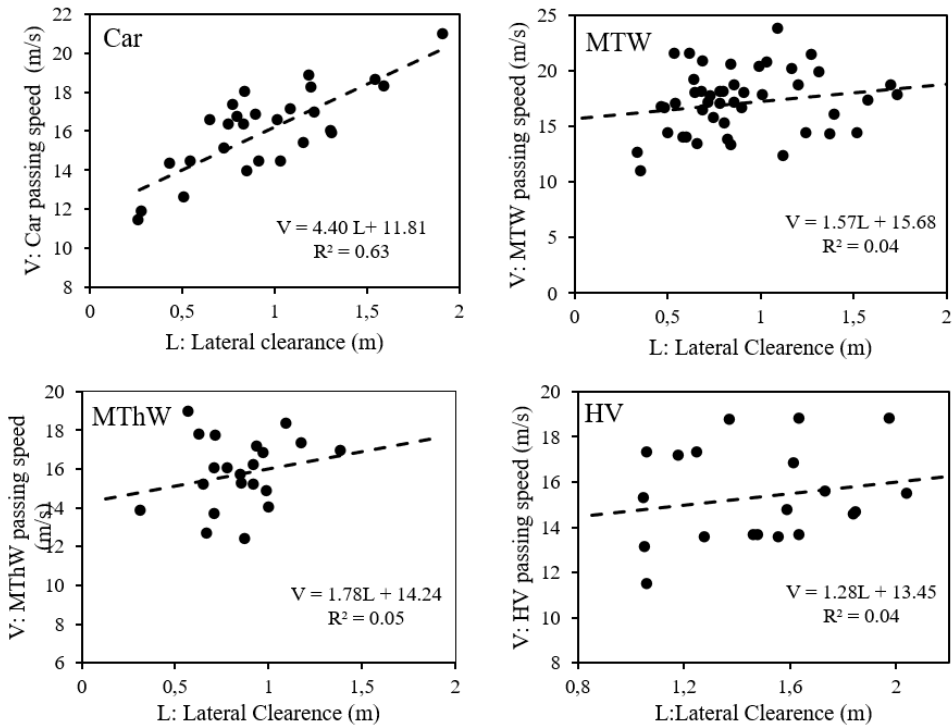 Car
V: Car passing speed  (m/s)
22
20
18
16
14
12
10
8
0
0,5
1
1,5
2
V = 4.40 L+ 11.81
R² = 0.63
L: Lateral clearance (m)
MTW
V: MTW passing speed (m/s)
25
20
15
10
5
0
0
0,5
1
1,5
2
V = 1.57L + 15.68
R² = 0.04
L: Lateral Clearence (m)
MThW
V: MThW passing speed
(m/s)
20
18
16
14
12
10
8
6
0
0,5
1
1,5
2
V = 1.78L + 14.24
R² = 0.05
L: Lateral Clearence (m)
HV
V: HV passing speed (m/s)
20
18
16
14
12
10
8
0,8
1,2
1,6
2
V = 1.28L + 13.45
R² = 0.04
L:Lateral Clearence (m)